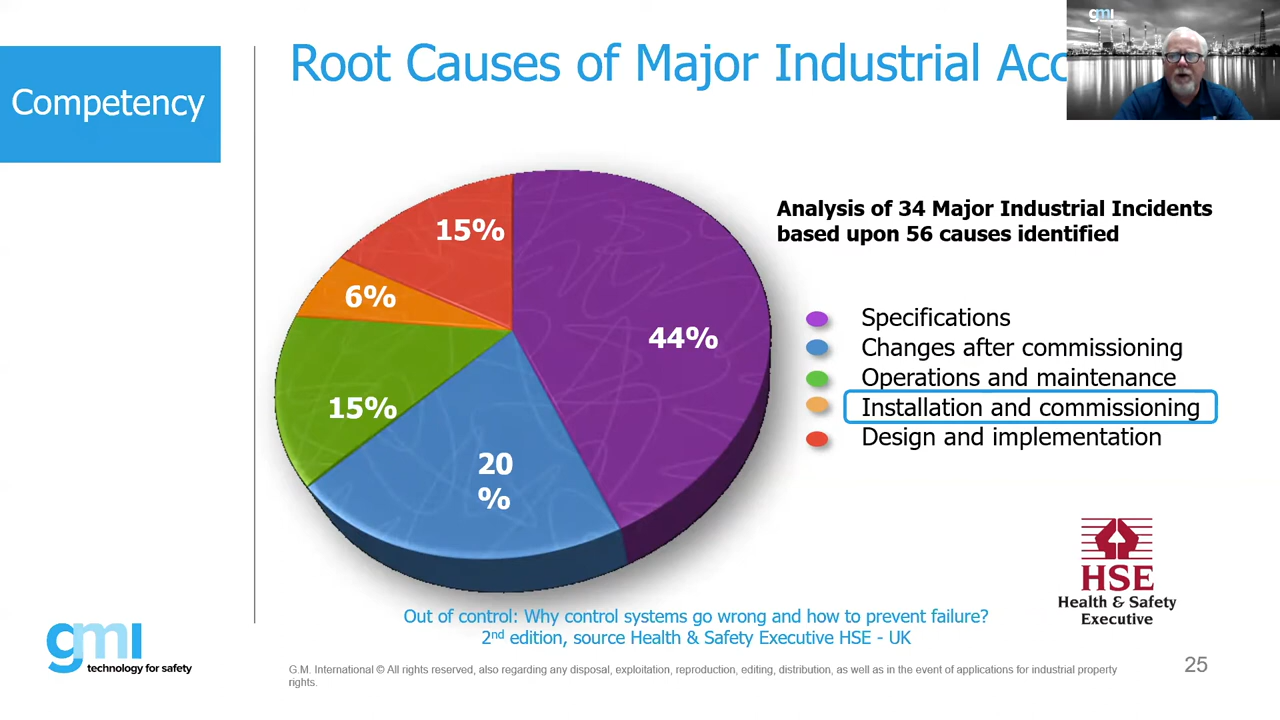 Competency
Root Causes of Major Industrial Acc
gmi
15%
6%
44%
15%
20
%
Analysis of 34 Major Industrial Incidents
based upon 56 causes identified
Specifications
Changes after commissioning
Operations and maintenance
Installation and commissioning
Design and implementation
HSE
Health & Safety
Executive
Out of control: Why control systems go wrong and how to prevent failure?
2nd edition, source Health & Safety Executive HSE - UK
gmi
technology for safety
G.M. International © All rights reserved, also regarding any disposal, exploitation, reproduction, editing, distribution, as well as in the event of applications for industrial property
rights.
25